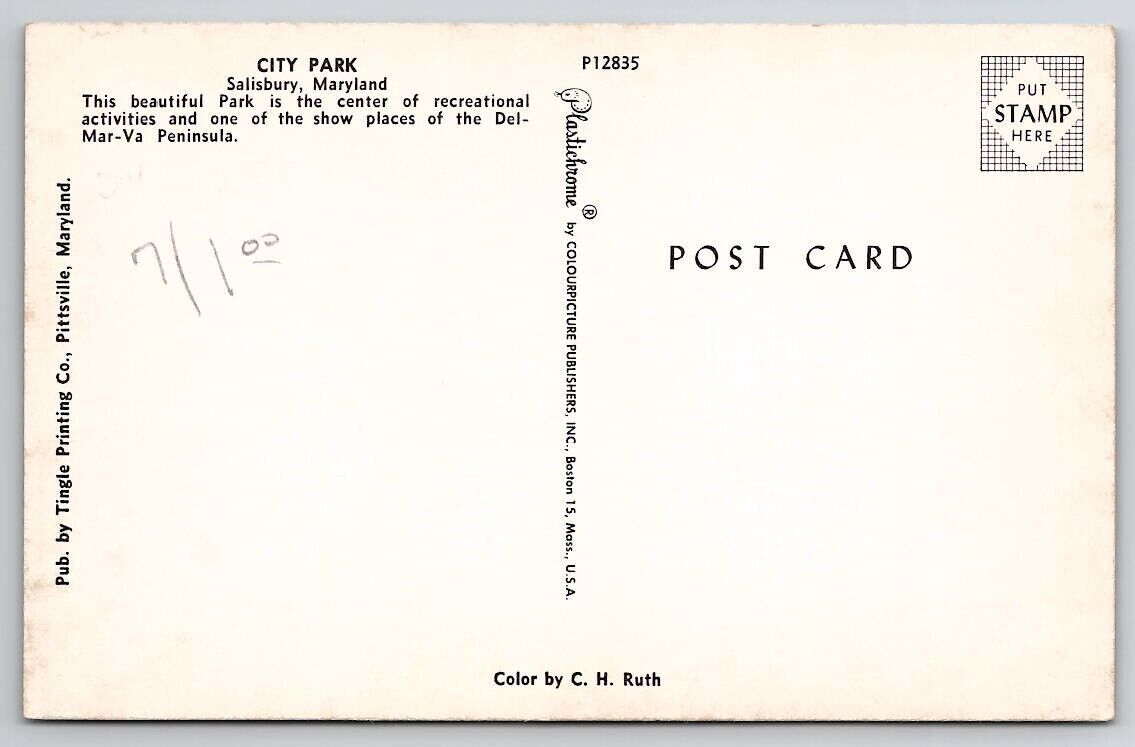 CITY PARK
Salisbury, Maryland
This beautiful Park is the center of recreational
activities and one of the show places of the Del-
Mar-Va Peninsula.
P12835
PUT
STAMP
HERE
Pub. by Tingle Printing Co., Pittsville, Maryland.
7/1 00
Plastichrome ® by COLOURPICTURE PUBLISHERS, INC., Boston 15, Mass., U.S.A.
POST CARD
Color by C. H. Ruth